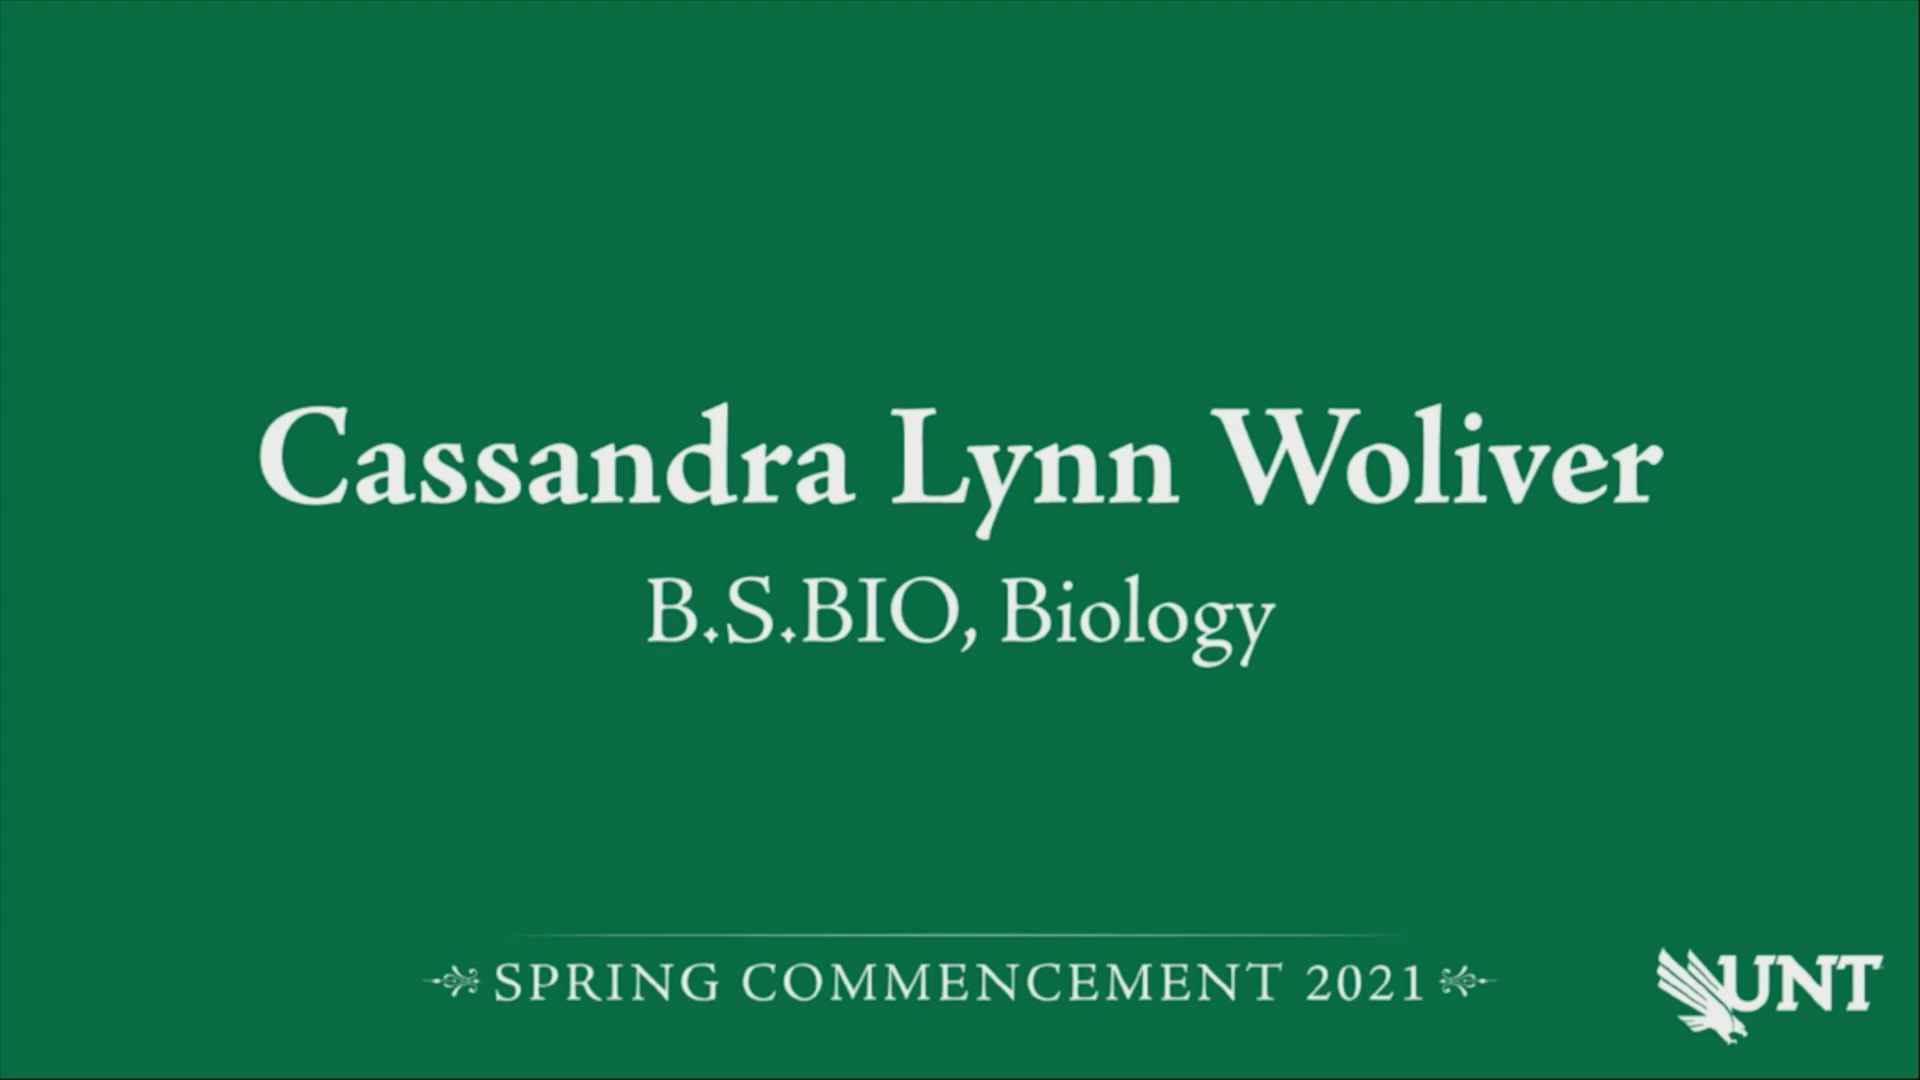 Cassandra Lynn Woliver
B.S.BIO, Biology
SPRING COMMENCEMENT 2021
UNT